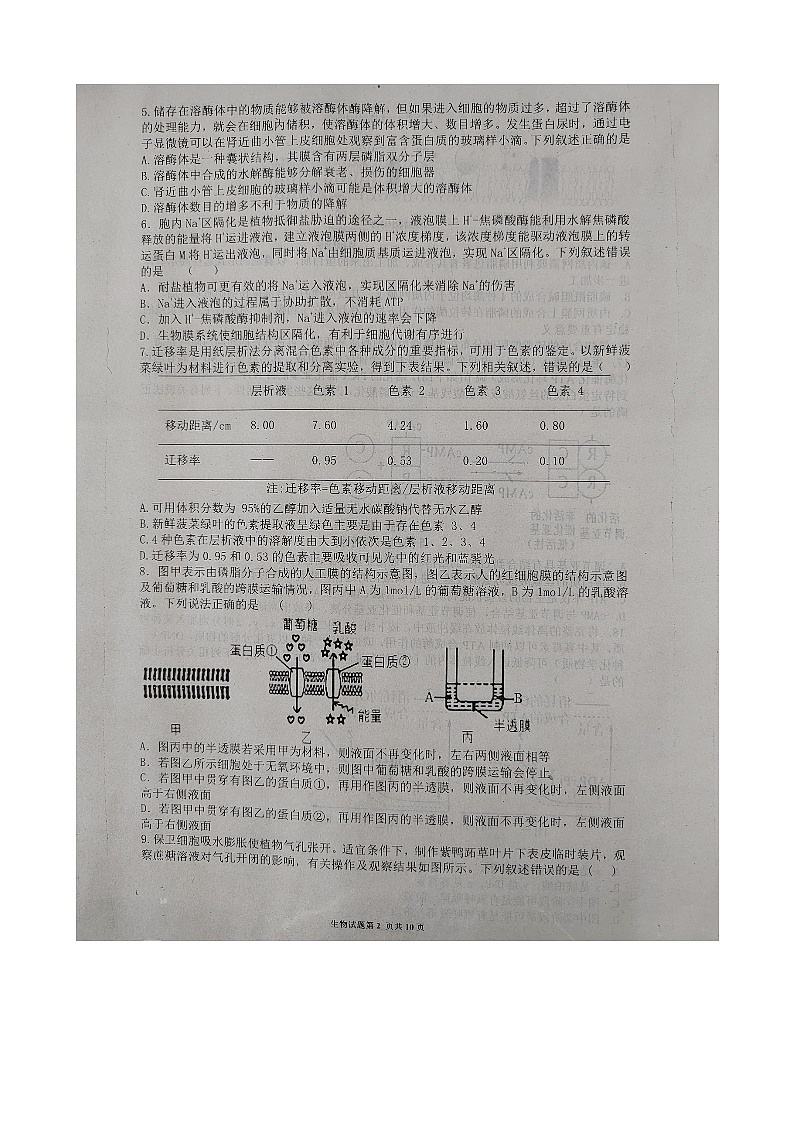 5.储存在溶酶体中的物质能够被溶酶体酶降解，但如果进入细胞的物质过多，超过了溶酶体
的处理能力，就会在细胞内储积，使溶酶体的体积增大、数目增多。发生蛋白尿时，通过电
子显微镜可以在肾近曲小管上皮细胞处观察到富含蛋白质的玻璃样小滴。下列叙述正确的是
A.溶酶体是一种囊状结构，其膜含有两层磷脂双分子层
B.溶酶体中合成的水解酶能够分解衰老、损伤的细胞器
C.肾近曲小管上皮细胞的玻璃样小滴可能是体积增大的溶酶体
D.溶酶体数目的增多不利于物质的降解
6．胞内Na⁺区隔化是植物抵御盐胁迫的途径之一，液泡膜上H⁺-焦磷酸酶能利用水解焦磷酸
释放的能量将H⁺运进液泡，建立液泡膜两侧的H⁺浓度梯度，该浓度梯度能驱动液泡膜上的转
运蛋白M将H⁺运出液泡，同时将Na⁺由细胞质基质运进液泡，实现Na⁺区隔化。下列叙述错误
的是 （ ）
A．耐盐植物可更有效的将Na⁺运入液泡，实现区隔化来消除Na⁺的伤害
B．Na⁺进入液泡的过程属于协助扩散，不消耗ATP
C．加入H⁺-焦磷酸酶抑制剂，Na⁺进入液泡的速率会下降
D．生物膜系统使细胞结构区隔化，有利于细胞代谢有序进行
7.迁移率是用纸层析法分离混合色素中各种成分的重要指标，可用于色素的鉴定。以新鲜菠
菜绿叶为材料进行色素的提取和分离实验，得到下表结果。下列相关叙述，错误的是（ ）
层析液 色素 1 色素 2 色素 3 色素 4
移动距离/cm 8.00 7.60 4.24 1.60 0.80
迁移率 —— 0.95 0.53 0.20 0.10
注:迁移率=色素移动距离/层析液移动距离
A.可用体积分数为 95%的乙醇加入适量无水碳酸钠代替无水乙醇
B.新鲜菠菜绿叶的色素提取液呈绿色主要是由于存在色素 3、4
C.4种色素在层析液中的溶解度由大到小依次是色素 1、2、3、4
D.迁移率为0.95和0.53的色素主要吸收可见光中的红光和蓝紫光
8．图甲表示由磷脂分子合成的人工膜的结构示意图，图乙表示人的红细胞膜的结构示意图
及葡萄糖和乳酸的跨膜运输情况，图丙中A为1mol/L的葡萄糖溶液，B为1mol/L的乳酸溶
液。下列说法正确的是 （ ）
葡萄糖 乳酸
蛋白质① 蛋白质②
A B
能量
半透膜
甲 乙 丙
A．图丙中的半透膜若采用甲为材料，则液面不再变化时，左右两侧液面相等
B．若图乙所示细胞处于无氧环境中，则图中葡萄糖和乳酸的跨膜运输会停止
C．若图甲中贯穿有图乙的蛋白质①，再用作图丙的半透膜，则液面不再变化时，左侧液面
高于右侧液面
D．若图甲中贯穿有图乙的蛋白质②，再用作图丙的半透膜，则液面不再变化时，左侧液面
高于右侧液面
9.保卫细胞吸水膨胀使植物气孔张开。适宜条件下，制作紫鸭跖草叶片下表皮临时装片，观
察蔗糖溶液对气孔开闭的影响，有关操作及观察结果如图所示。下列叙述错误的是 （ ）
生物试题第 2 页共 10 页